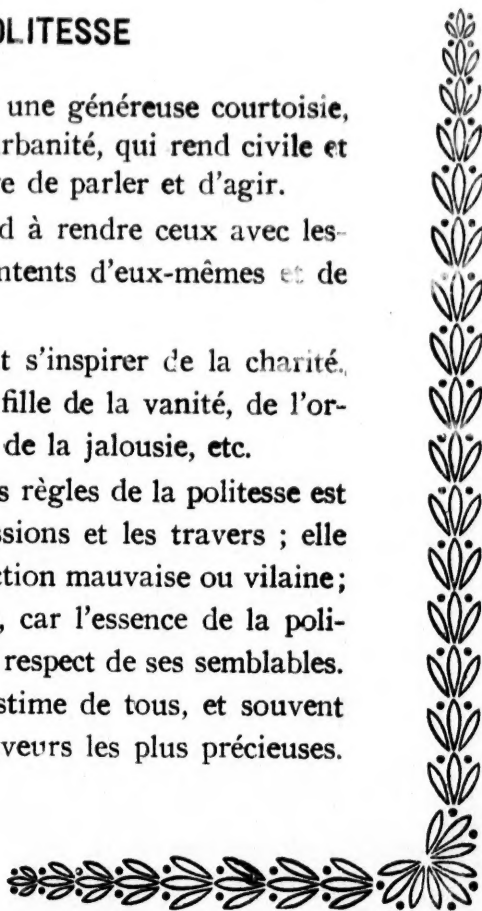 OLITESSE
une généreuse courtoisie,
rbanité, qui rend civile et
re de parler et d'agir.
d à rendre ceux avec les-
ntents d'eux-mêmes et de
t s'inspirer de la charité.
fille de la vanité, de l'or-
de la jalousie, etc.
s règles de la politesse est
ssions et les travers ; elle
ction mauvaise ou vilaine;
, car l'essence de la poli-
respect de ses semblables.
stime de tous, et souvent
veurs les plus précieuses.